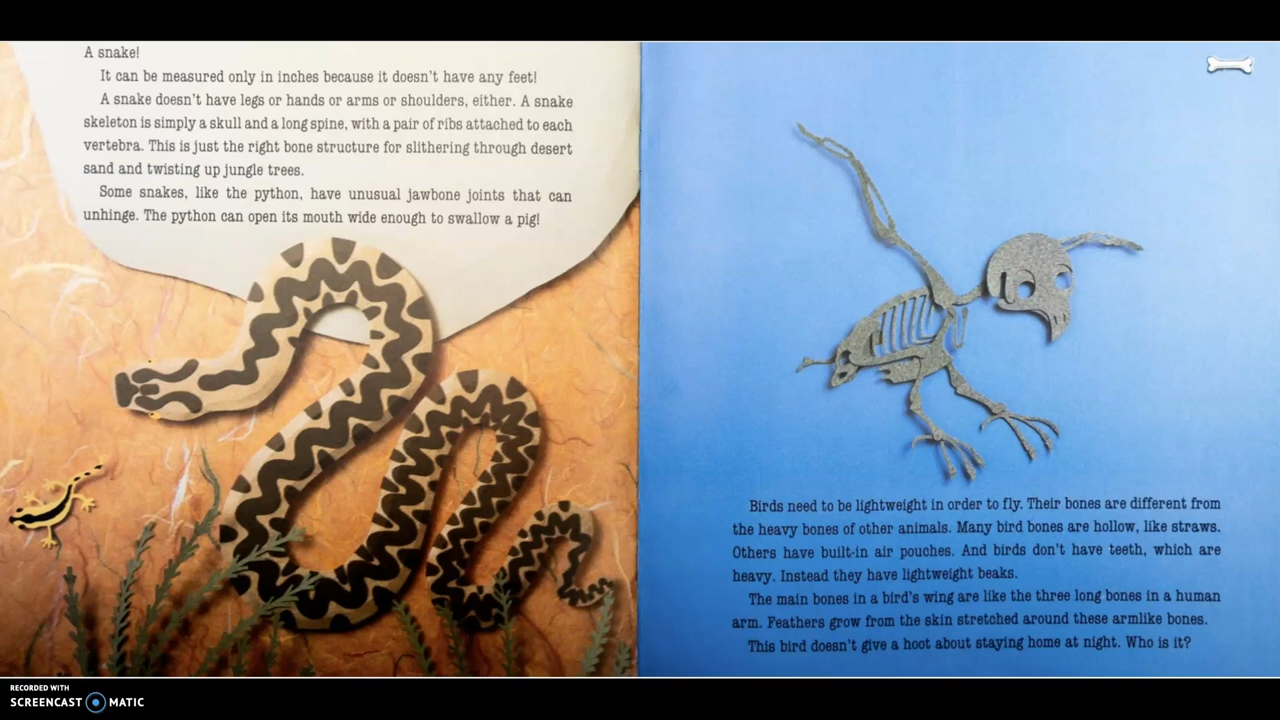 A snake!
It can be measured only in inches because it doesn't have any feet!
A snake doesn't have legs or hands or arms or shoulders, either. A snake
skeleton is simply a skull and a long spine, with a pair of ribs attached to each
vertebra. This is just the right bone structure for slithering through desert
sand and twisting up jungle trees.
Some snakes, like the python, have unusual jawbone joints that can
unhinge. The python can open its mouth wide enough to swallow a pig!
Birds need to be lightweight in order to fly. Their bones are different from
the heavy bones of other animals. Many bird bones are hollow, like straws.
Others have built-in air pouches. And birds don't have teeth, which are
heavy. Instead they have lightweight beaks.
The main bones in a bird's wing are like the three long bones in a human
arm. Feathers grow from the skin stretched around these armlike bones.
This bird doesn't give a hoot about staying home at night. Who is it?
RECORDED WITH
SCREENCAST MATIC